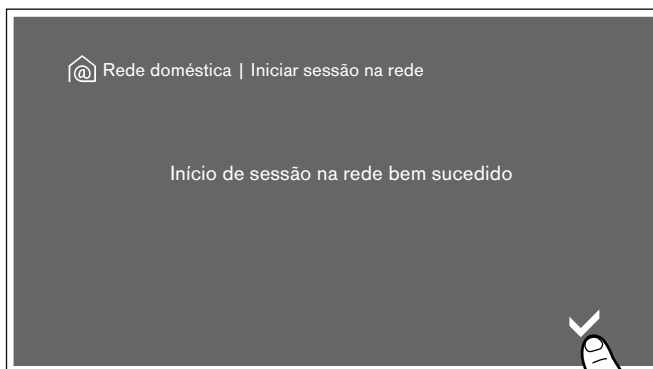 Rede doméstica | Iniciar sessão na rede
Início de sessão na rede bem sucedido